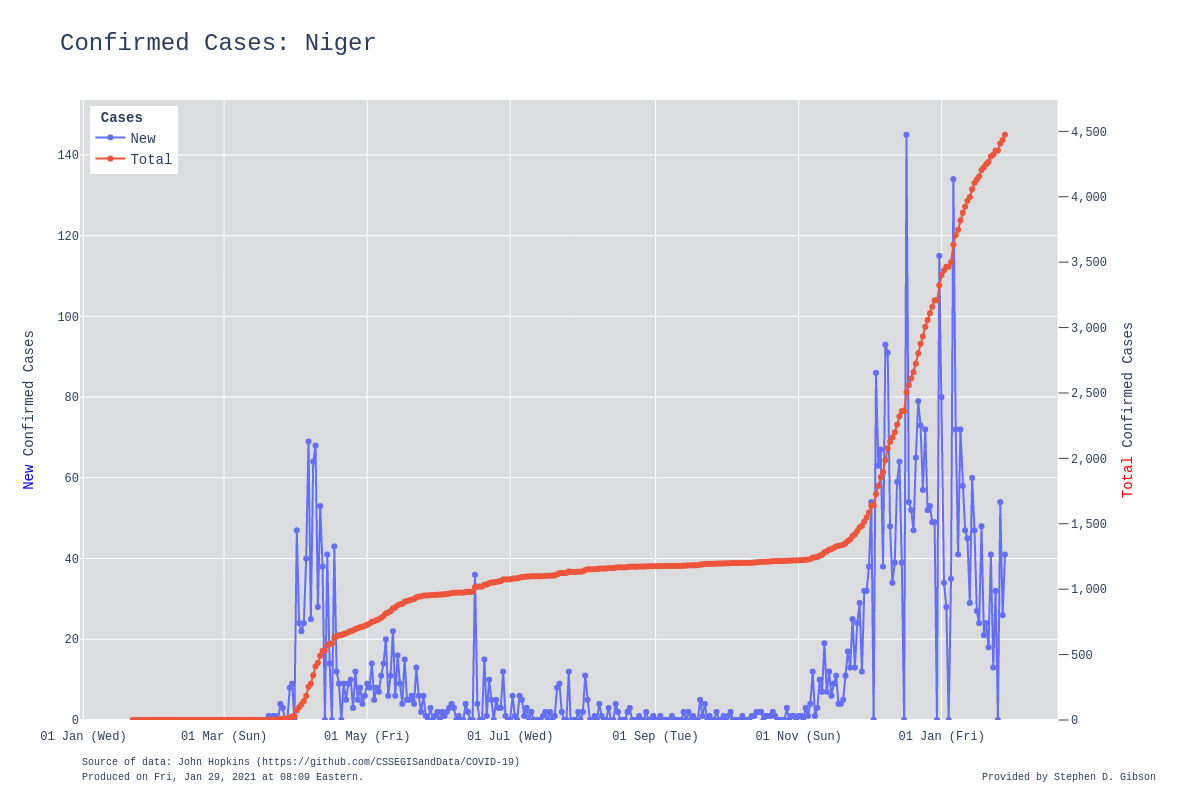 Confirmed Cases: Niger
Cases
New
Total
140
120
100
80
60
40
20
0
New Confirmed Cases
4,500
4,000
3,500
3,000
2,500
2,000
1,500
1,000
500
0
Total Confirmed Cases
01 Jan (Wed) 01 Mar (Sun) 01 May (Fri) 01 Jul (Wed) 01 Sep (Tue) 01 Nov (Sun) 01 Jan (Fri)
Source of data: John Hopkins (https://github.com/CSSEGISandData/COVID-19)
Produced on Fri, Jan 29, 2021 at 08:09 Eastern.
Provided by Stephen D. Gibson